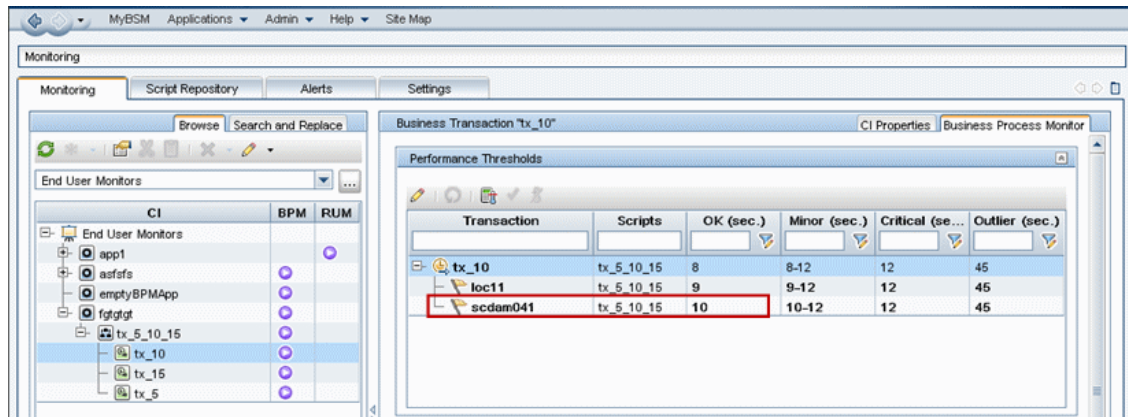 MyBSM Applications Admin Help Site Map
Monitoring
Monitoring Script Repository Alerts Settings
Browse Search and Replace
Business Transaction "tx_10" CI Properties Business Process Monitor
Performance Thresholds
End User Monitors ...
CI BPM RUM
End User Monitors
app1
asfsfs
emptyBPMApp
fgtgtgt
tx_5_10_15
tx_10
tx_15
tx_5
Transaction Scripts OK (sec.) Minor (sec.) Critical (se... Outlier (sec.)
tx_10 tx_5_10_15 8 8-12 12 45
loc11 tx_5_10_15 9 9-12 12 45
scdam041 tx_5_10_15 10 10-12 12 45